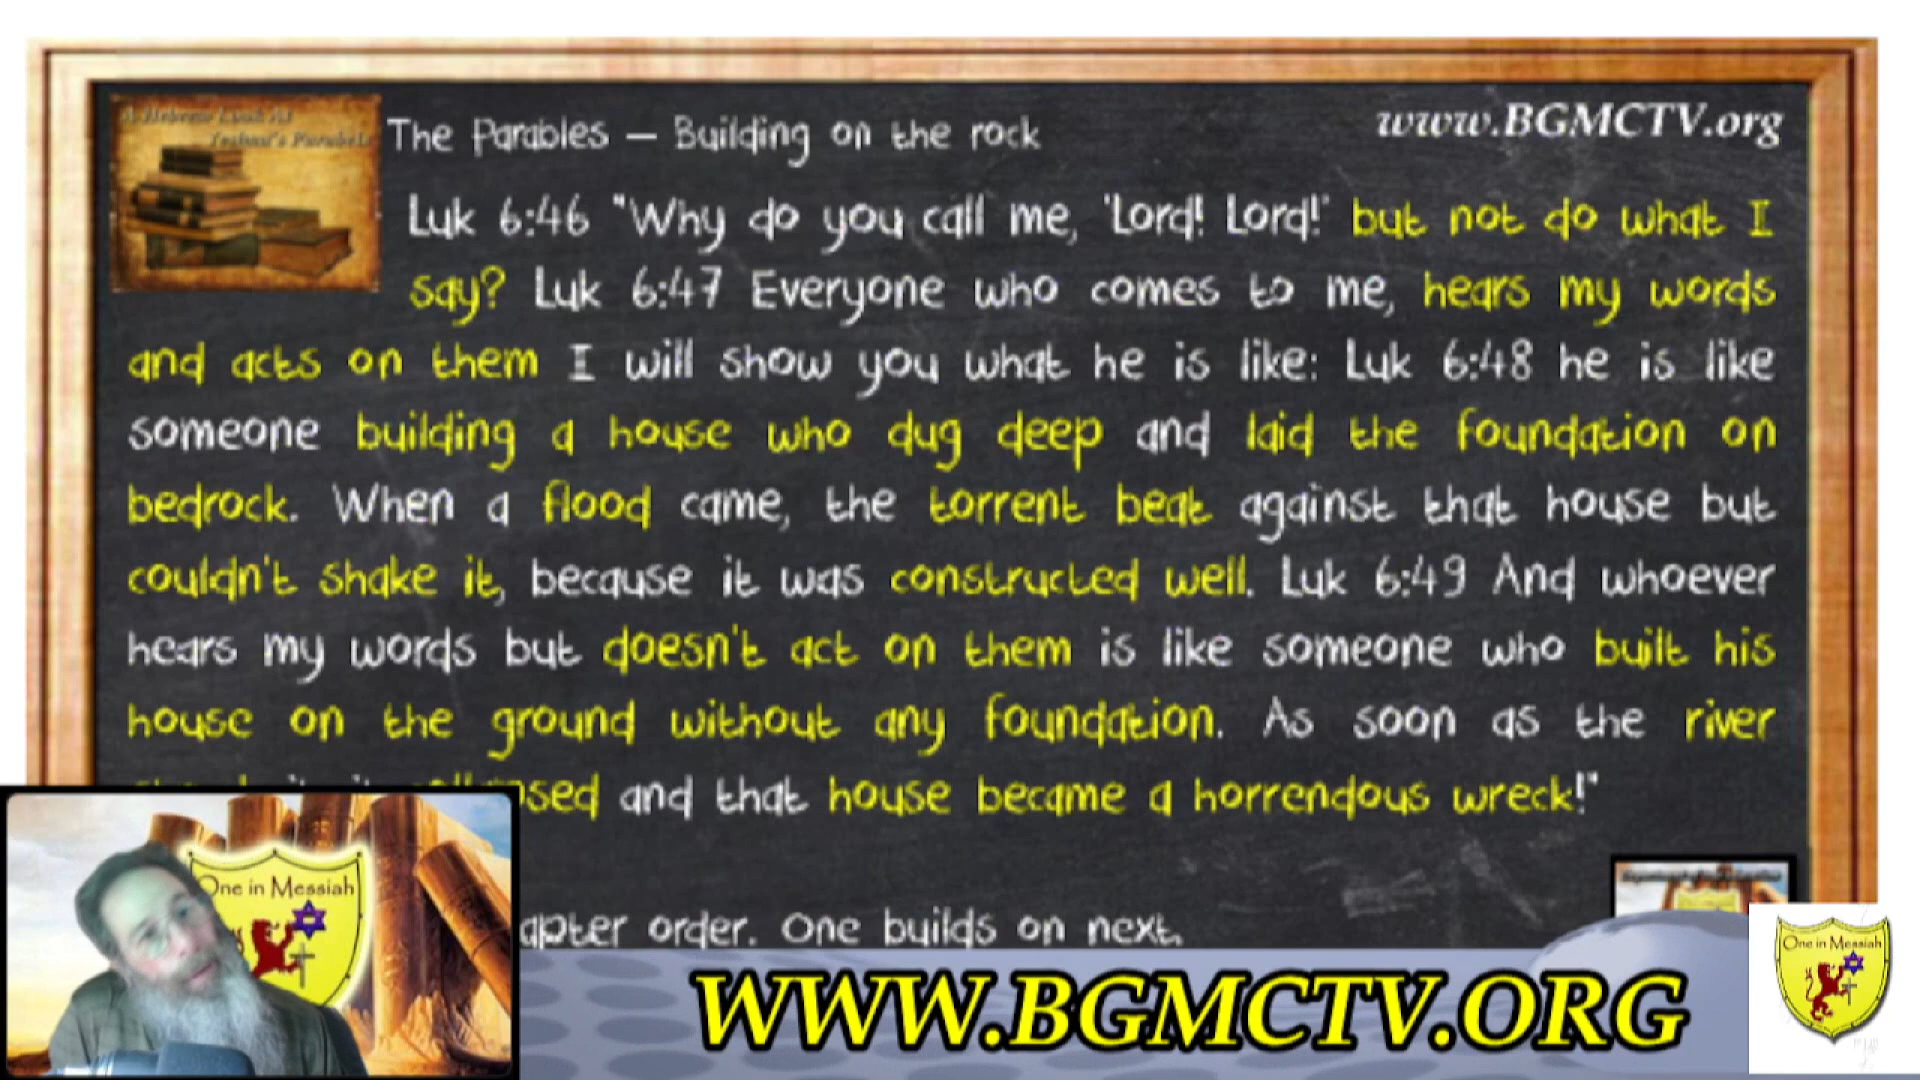 A Hebrew Look At
Yeshua's Parabels
The Parables – Building on the rock
www.BGMCTV.org
Luk 6:46 "Why do you call me, 'Lord! Lord!' but not do what I
say? Luk 6:47 Everyone who comes to me, hears my words
and acts on them I will show you what he is like: Luk 6:48 he is like
someone building a house who dug deep and laid the foundation on
bedrock. When a flood came, the torrent beat against that house but
couldn't shake it, because it was constructed well. Luk 6:49 And whoever
hears my words but doesn't act on them is like someone who built his
house on the ground without any foundation. As soon as the river
and that house became a horrendous wreck!"
order. One builds on next.
One in Messiah
WWW.BGMCTV.ORG
One in Messiah